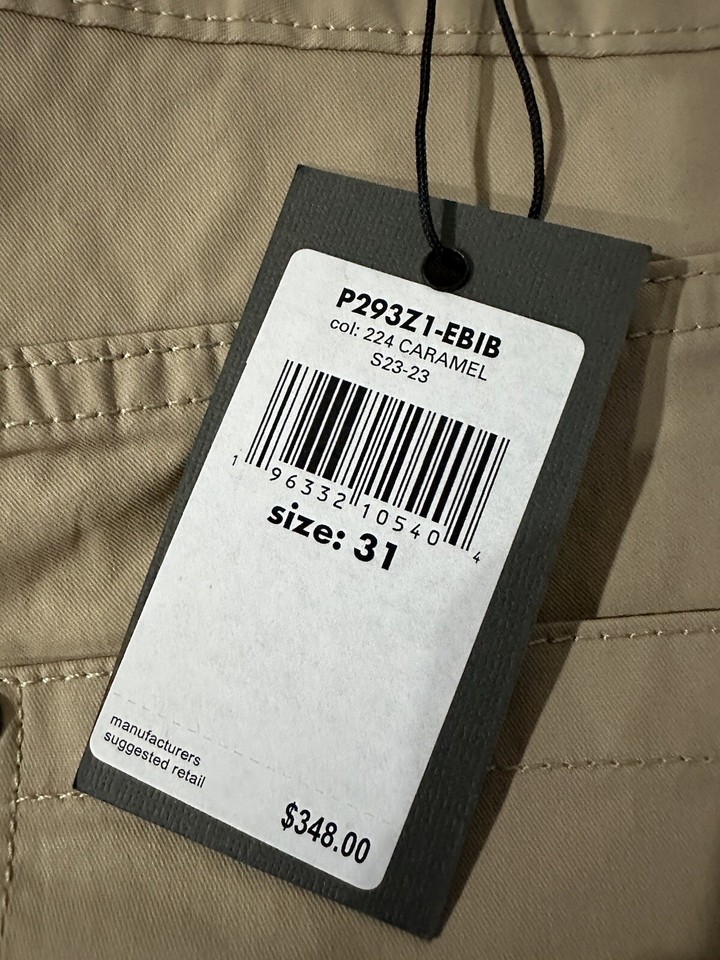 P293Z1-EBIB
col: 224 CARAMEL
S23-23
1 96332 10540 4
size: 31
manufacturers
suggested retail
$348.00